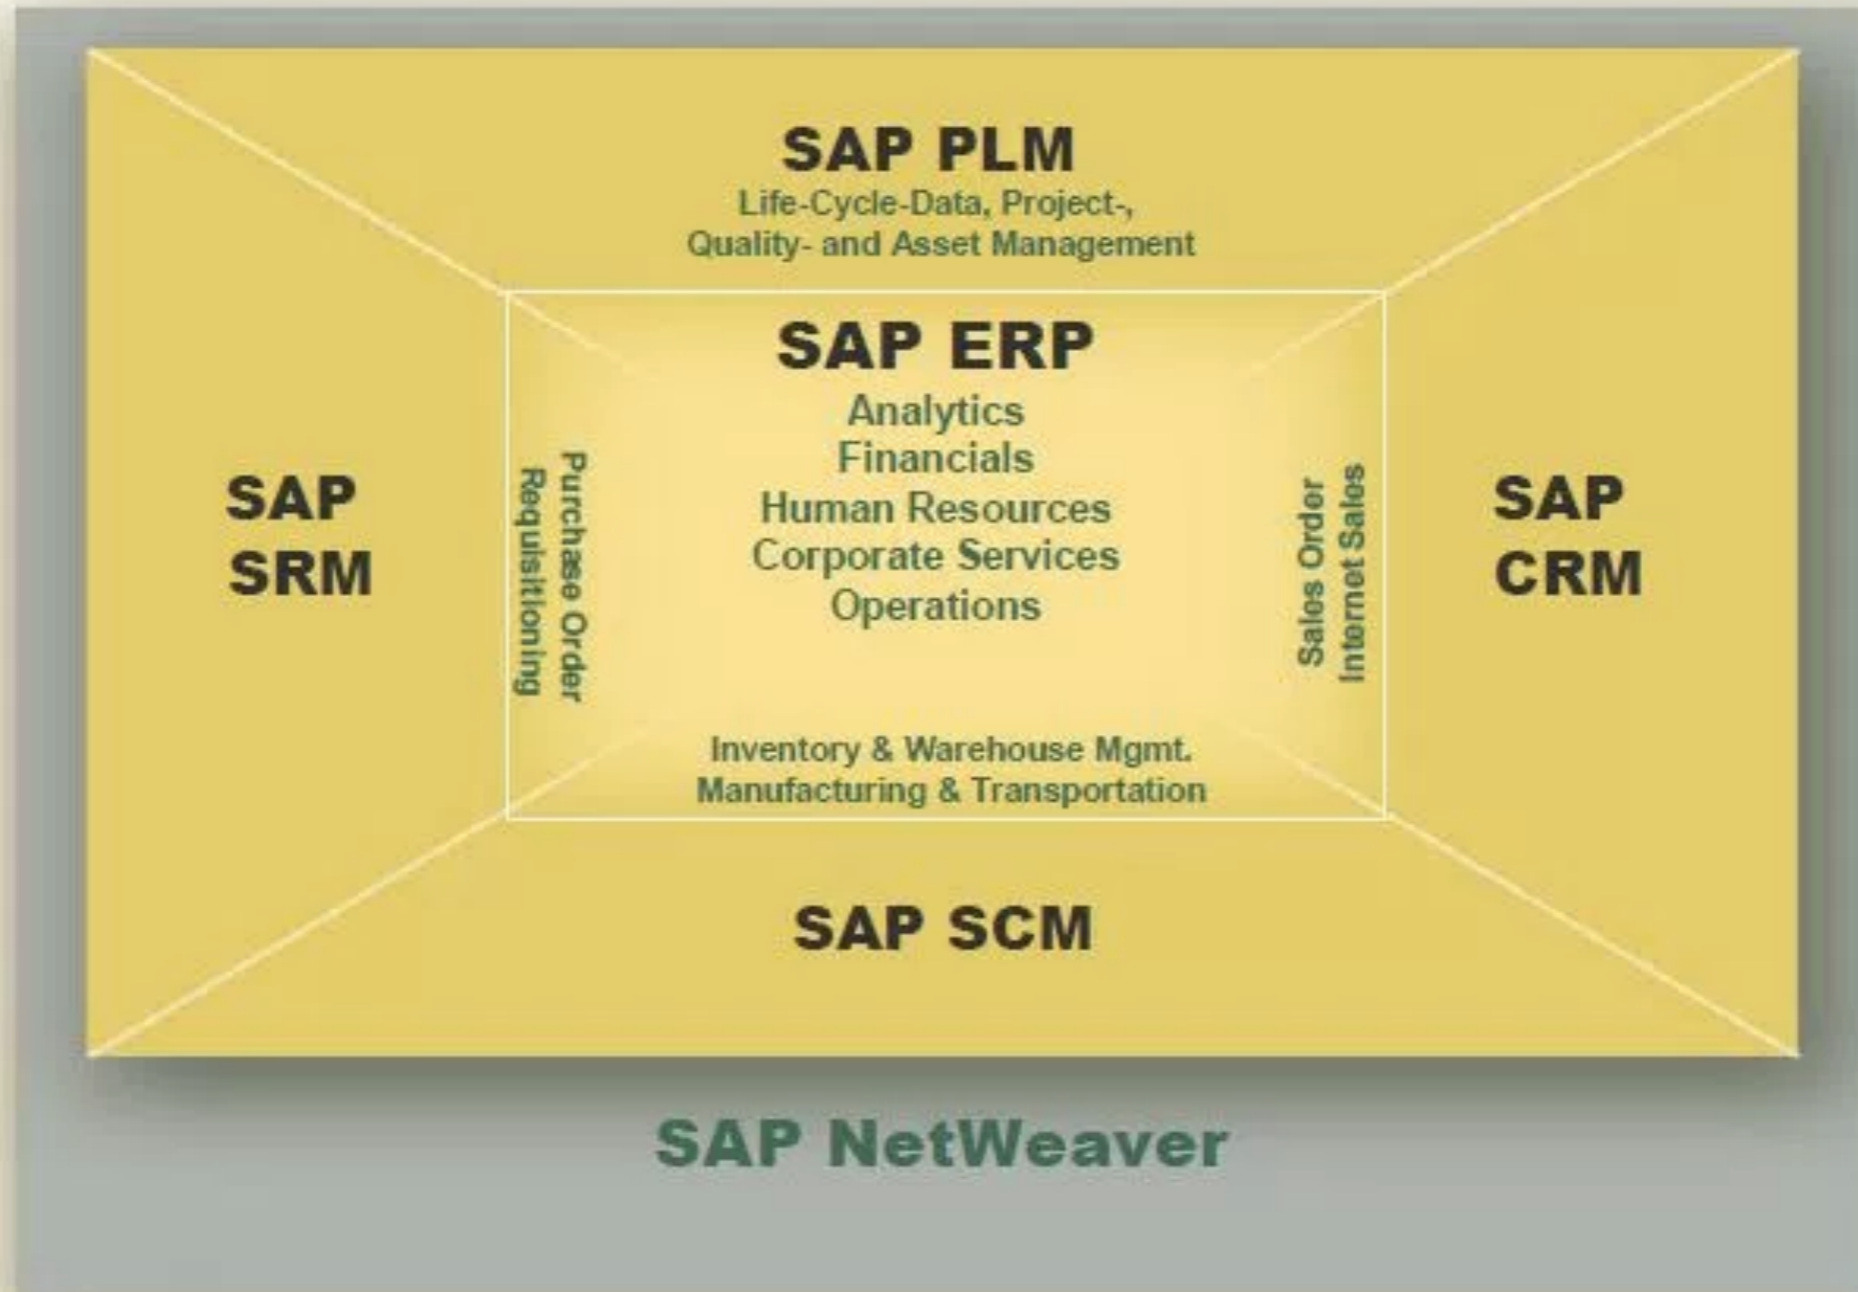 SAP PLM
Life-Cycle-Data, Project-,
Quality- and Asset Management
SAP ERP
Analytics
Financials
Human Resources
Corporate Services
Operations
SAP
SRM
Purchase Order
Requisitioning
Sales Order
Internet Sales
SAP
CRM
Inventory & Warehouse Mgmt.
Manufacturing & Transportation
SAP SCM
SAP NetWeaver